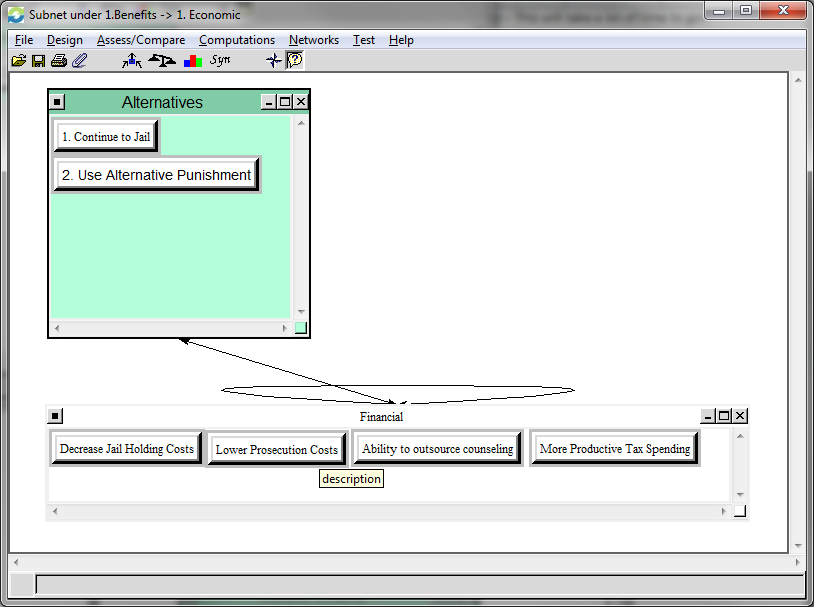 Subnet under 1.Benefits -> 1. Economic
File Design Assess/Compare Computations Networks Test Help
Syn
Alternatives
1. Continue to Jail
2. Use Alternative Punishment
Financial
Decrease Jail Holding Costs Lower Prosecution Costs Ability to outsource counseling More Productive Tax Spending
description